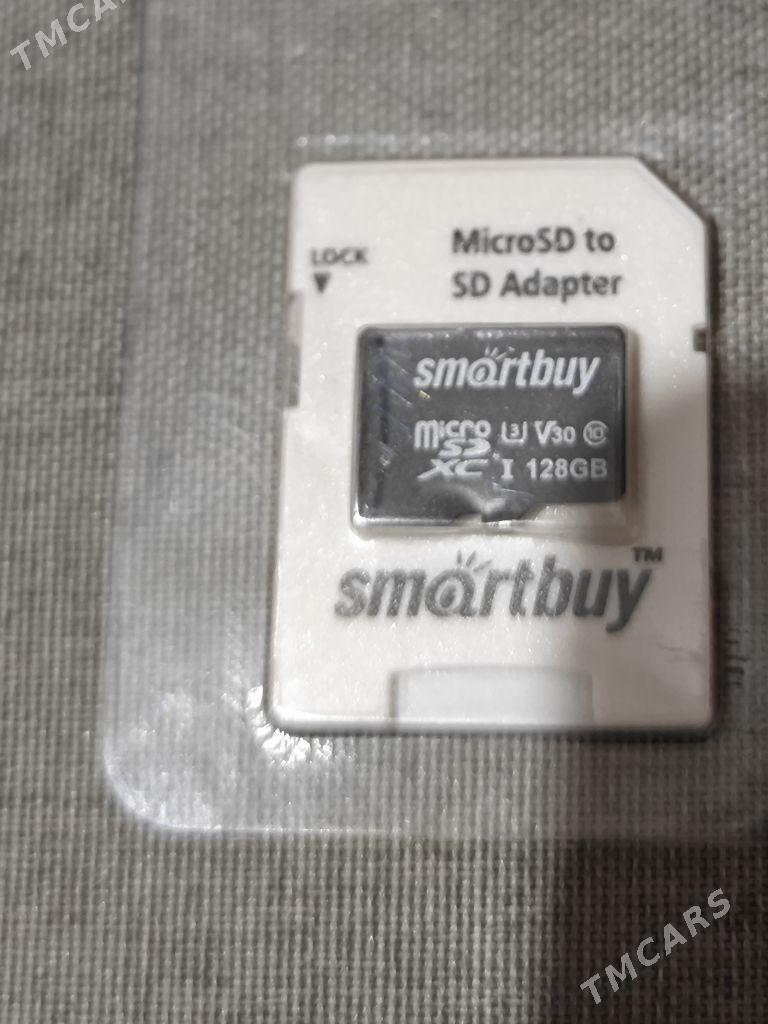 TMCARS
LOCK
MicroSD to
SD Adapter
smartbuy
micro SD XC I U3 V30 10 128GB
smartbuy™
TMCARS